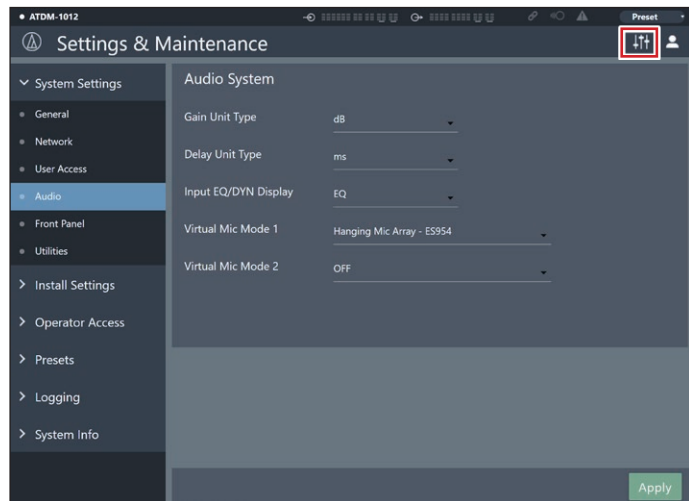 ATDM-1012
Preset
Settings & Maintenance
System Settings
General
Network
User Access
Audio
Front Panel
Utilities
Install Settings
Operator Access
Presets
Logging
System Info
Audio System
Gain Unit Type dB
Delay Unit Type ms
Input EQ/DYN Display EQ
Virtual Mic Mode 1 Hanging Mic Array - ES954
Virtual Mic Mode 2 OFF
Apply